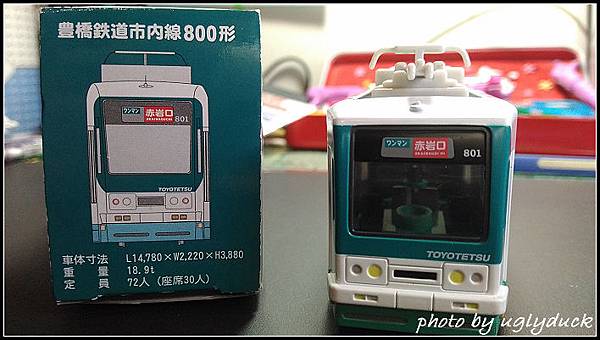 豊橋鉄道市内線800形
ワンマン
赤岩口
AKAIWAGUCHI
801
TOYOTETSU
車体寸法 L14,780×W2,220×H3,880
重量 18.9t
定員 72人(座席30人)
ワンマン
赤岩口
AKAIWAGUCHI
801
TOYOTETSU
photo by uglyduck